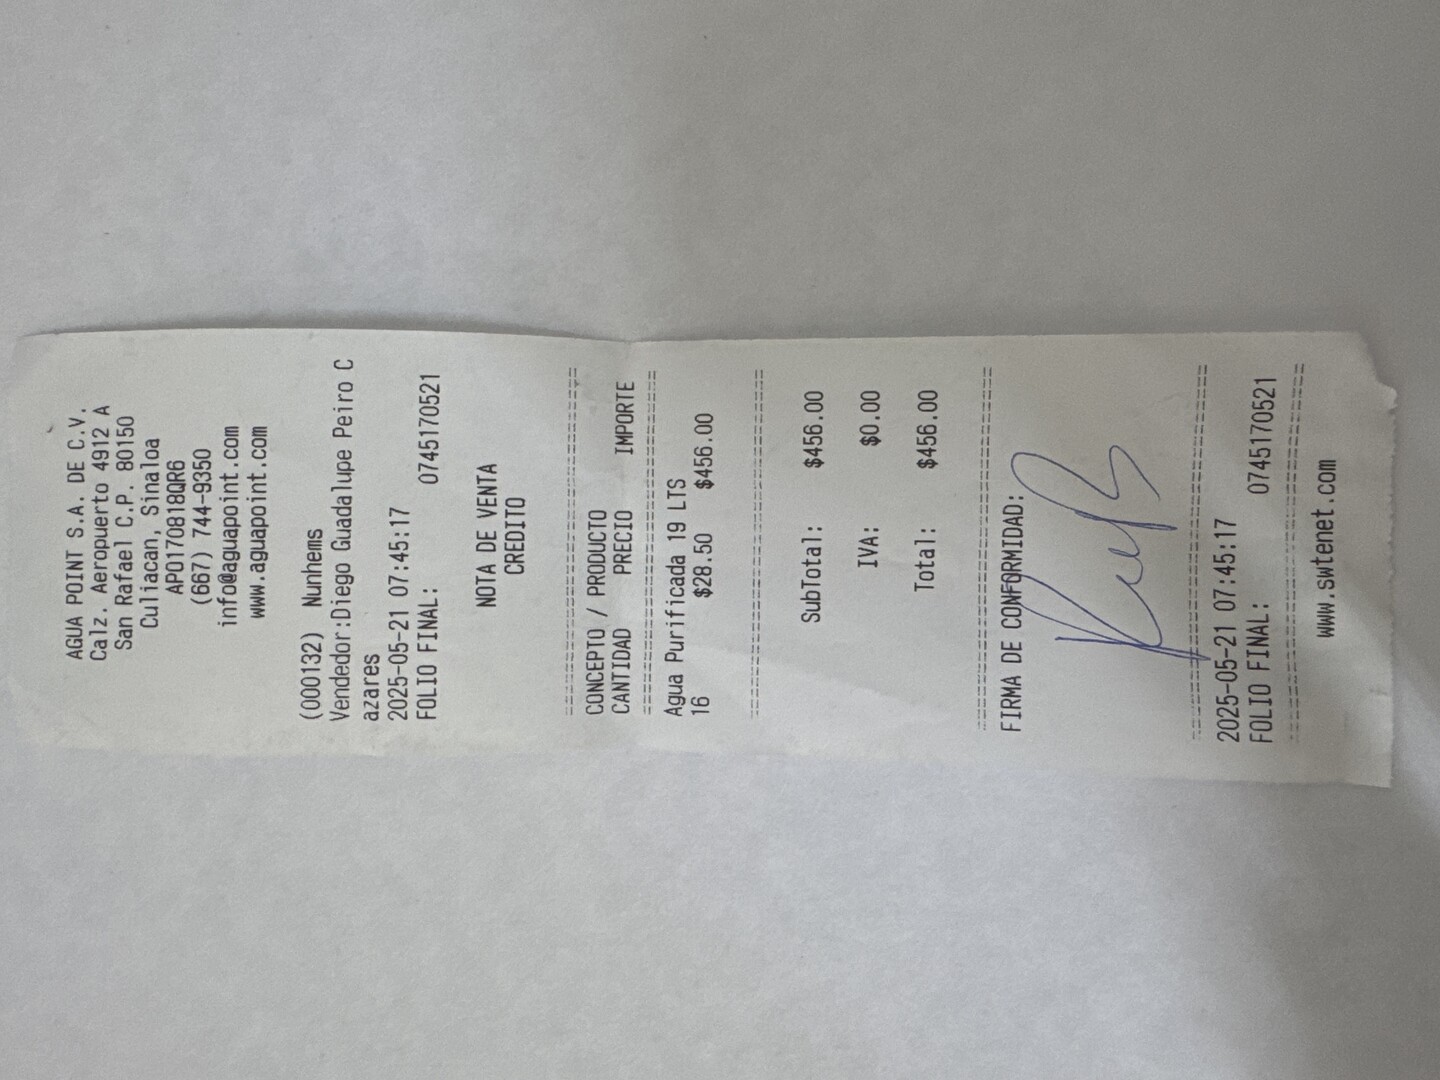 AGUA POINT S.A. DE C.V.
Calz. Aeropuerto 4912 A
San Rafael C.P. 80150
Culiacan, Sinaloa
APO170818QR6
(667) 744-9350
info@aguapoint.com
www.aguapoint.com
(000132)  Nunhems
Vendedor:Diego Guadalupe Peiro C
azares
2025-05-21 07:45:17
FOLIO FINAL: 0745170521
NOTA DE VENTA
CREDITO
CONCEPTO / PRODUCTO
CANTIDAD PRECIO IMPORTE
Agua Purificada 19 LTS
16 $28.50 $456.00
SubTotal: $456.00
IVA: $0.00
Total: $456.00
FIRMA DE CONFORMIDAD:
2025-05-21 07:45:17
FOLIO FINAL: 0745170521
www.swtenet.com